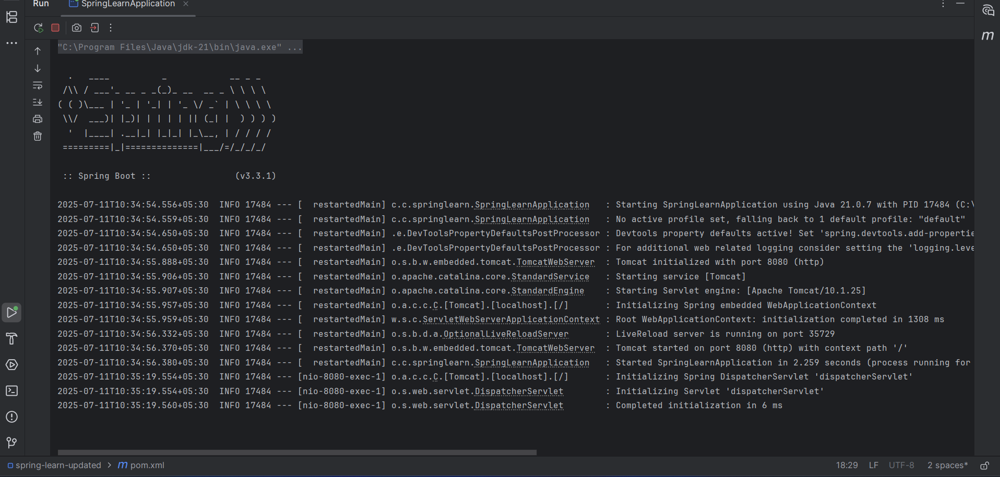 Run SpringLearnApplication
"C:\Program Files\Java\jdk-21\bin\java.exe" ...
  .   ____          _            __ _ _
 /\\ / ___'_ __ _ _(_)_ __  __ _ \ \ \ \
( ( )\___ | '_ | '_| | '_ \/ _` | \ \ \ \
 \\/  ___)| |_)| | | | | || (_| |  ) ) ) )
  '  |____| .__|_| |_|_| |_\__, | / / / /
 =========|_|==============|___/=/_/_/_/
 :: Spring Boot ::                (v3.3.1)
2025-07-11T10:34:54.556+05:30  INFO 17484 --- [  restartedMain] c.c.springlearn.SpringLearnApplication   : Starting SpringLearnApplication using Java 21.0.7 with PID 17484 (C:\
2025-07-11T10:34:54.559+05:30  INFO 17484 --- [  restartedMain] c.c.springlearn.SpringLearnApplication   : No active profile set, falling back to 1 default profile: "default"
2025-07-11T10:34:54.650+05:30  INFO 17484 --- [  restartedMain] .e.DevToolsPropertyDefaultsPostProcessor : Devtools property defaults active! Set 'spring.devtools.add-propertie
2025-07-11T10:34:54.650+05:30  INFO 17484 --- [  restartedMain] .e.DevToolsPropertyDefaultsPostProcessor : For additional web related logging consider setting the 'logging.leve
2025-07-11T10:34:55.888+05:30  INFO 17484 --- [  restartedMain] o.s.b.w.embedded.tomcat.TomcatWebServer  : Tomcat initialized with port 8080 (http)
2025-07-11T10:34:55.906+05:30  INFO 17484 --- [  restartedMain] o.apache.catalina.core.StandardService   : Starting service [Tomcat]
2025-07-11T10:34:55.907+05:30  INFO 17484 --- [  restartedMain] o.apache.catalina.core.StandardEngine    : Starting Servlet engine: [Apache Tomcat/10.1.25]
2025-07-11T10:34:55.957+05:30  INFO 17484 --- [  restartedMain] o.a.c.c.C.[Tomcat].[localhost].[/]       : Initializing Spring embedded WebApplicationContext
2025-07-11T10:34:55.959+05:30  INFO 17484 --- [  restartedMain] w.s.c.ServletWebServerApplicationContext : Root WebApplicationContext: initialization completed in 1308 ms
2025-07-11T10:34:56.332+05:30  INFO 17484 --- [  restartedMain] o.s.b.d.a.OptionalLiveReloadServer       : LiveReload server is running on port 35729
2025-07-11T10:34:56.370+05:30  INFO 17484 --- [  restartedMain] o.s.b.w.embedded.tomcat.TomcatWebServer  : Tomcat started on port 8080 (http) with context path '/'
2025-07-11T10:34:56.380+05:30  INFO 17484 --- [  restartedMain] c.c.springlearn.SpringLearnApplication   : Started SpringLearnApplication in 2.259 seconds (process running for
2025-07-11T10:35:19.554+05:30  INFO 17484 --- [nio-8080-exec-1] o.a.c.c.C.[Tomcat].[localhost].[/]       : Initializing Spring DispatcherServlet 'dispatcherServlet'
2025-07-11T10:35:19.554+05:30  INFO 17484 --- [nio-8080-exec-1] o.s.web.servlet.DispatcherServlet        : Initializing Servlet 'dispatcherServlet'
2025-07-11T10:35:19.560+05:30  INFO 17484 --- [nio-8080-exec-1] o.s.web.servlet.DispatcherServlet        : Completed initialization in 6 ms
spring-learn-updated > m pom.xml 18:29 LF UTF-8 2 spaces*